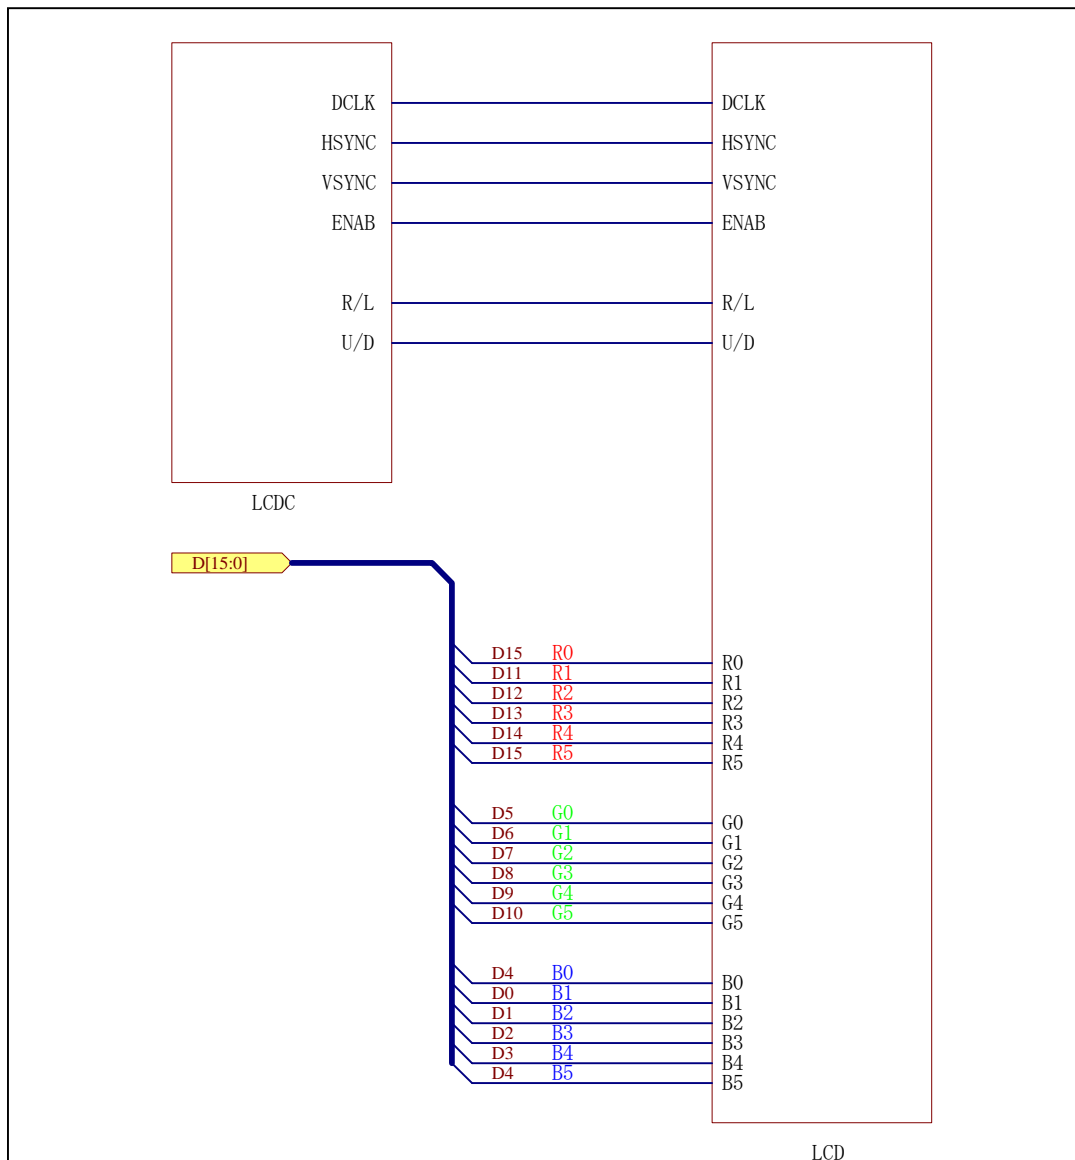 DCLK DCLK
HSYNC HSYNC
VSYNC VSYNC
ENAB ENAB
R/L R/L
U/D U/D
LCDC
D[15:0]
D15 R0 R0
D11 R1 R1
D12 R2 R2
D13 R3 R3
D14 R4 R4
D15 R5 R5
D5 G0 G0
D6 G1 G1
D7 G2 G2
D8 G3 G3
D9 G4 G4
D10 G5 G5
D4 B0 B0
D0 B1 B1
D1 B2 B2
D2 B3 B3
D3 B4 B4
D4 B5 B5
LCD